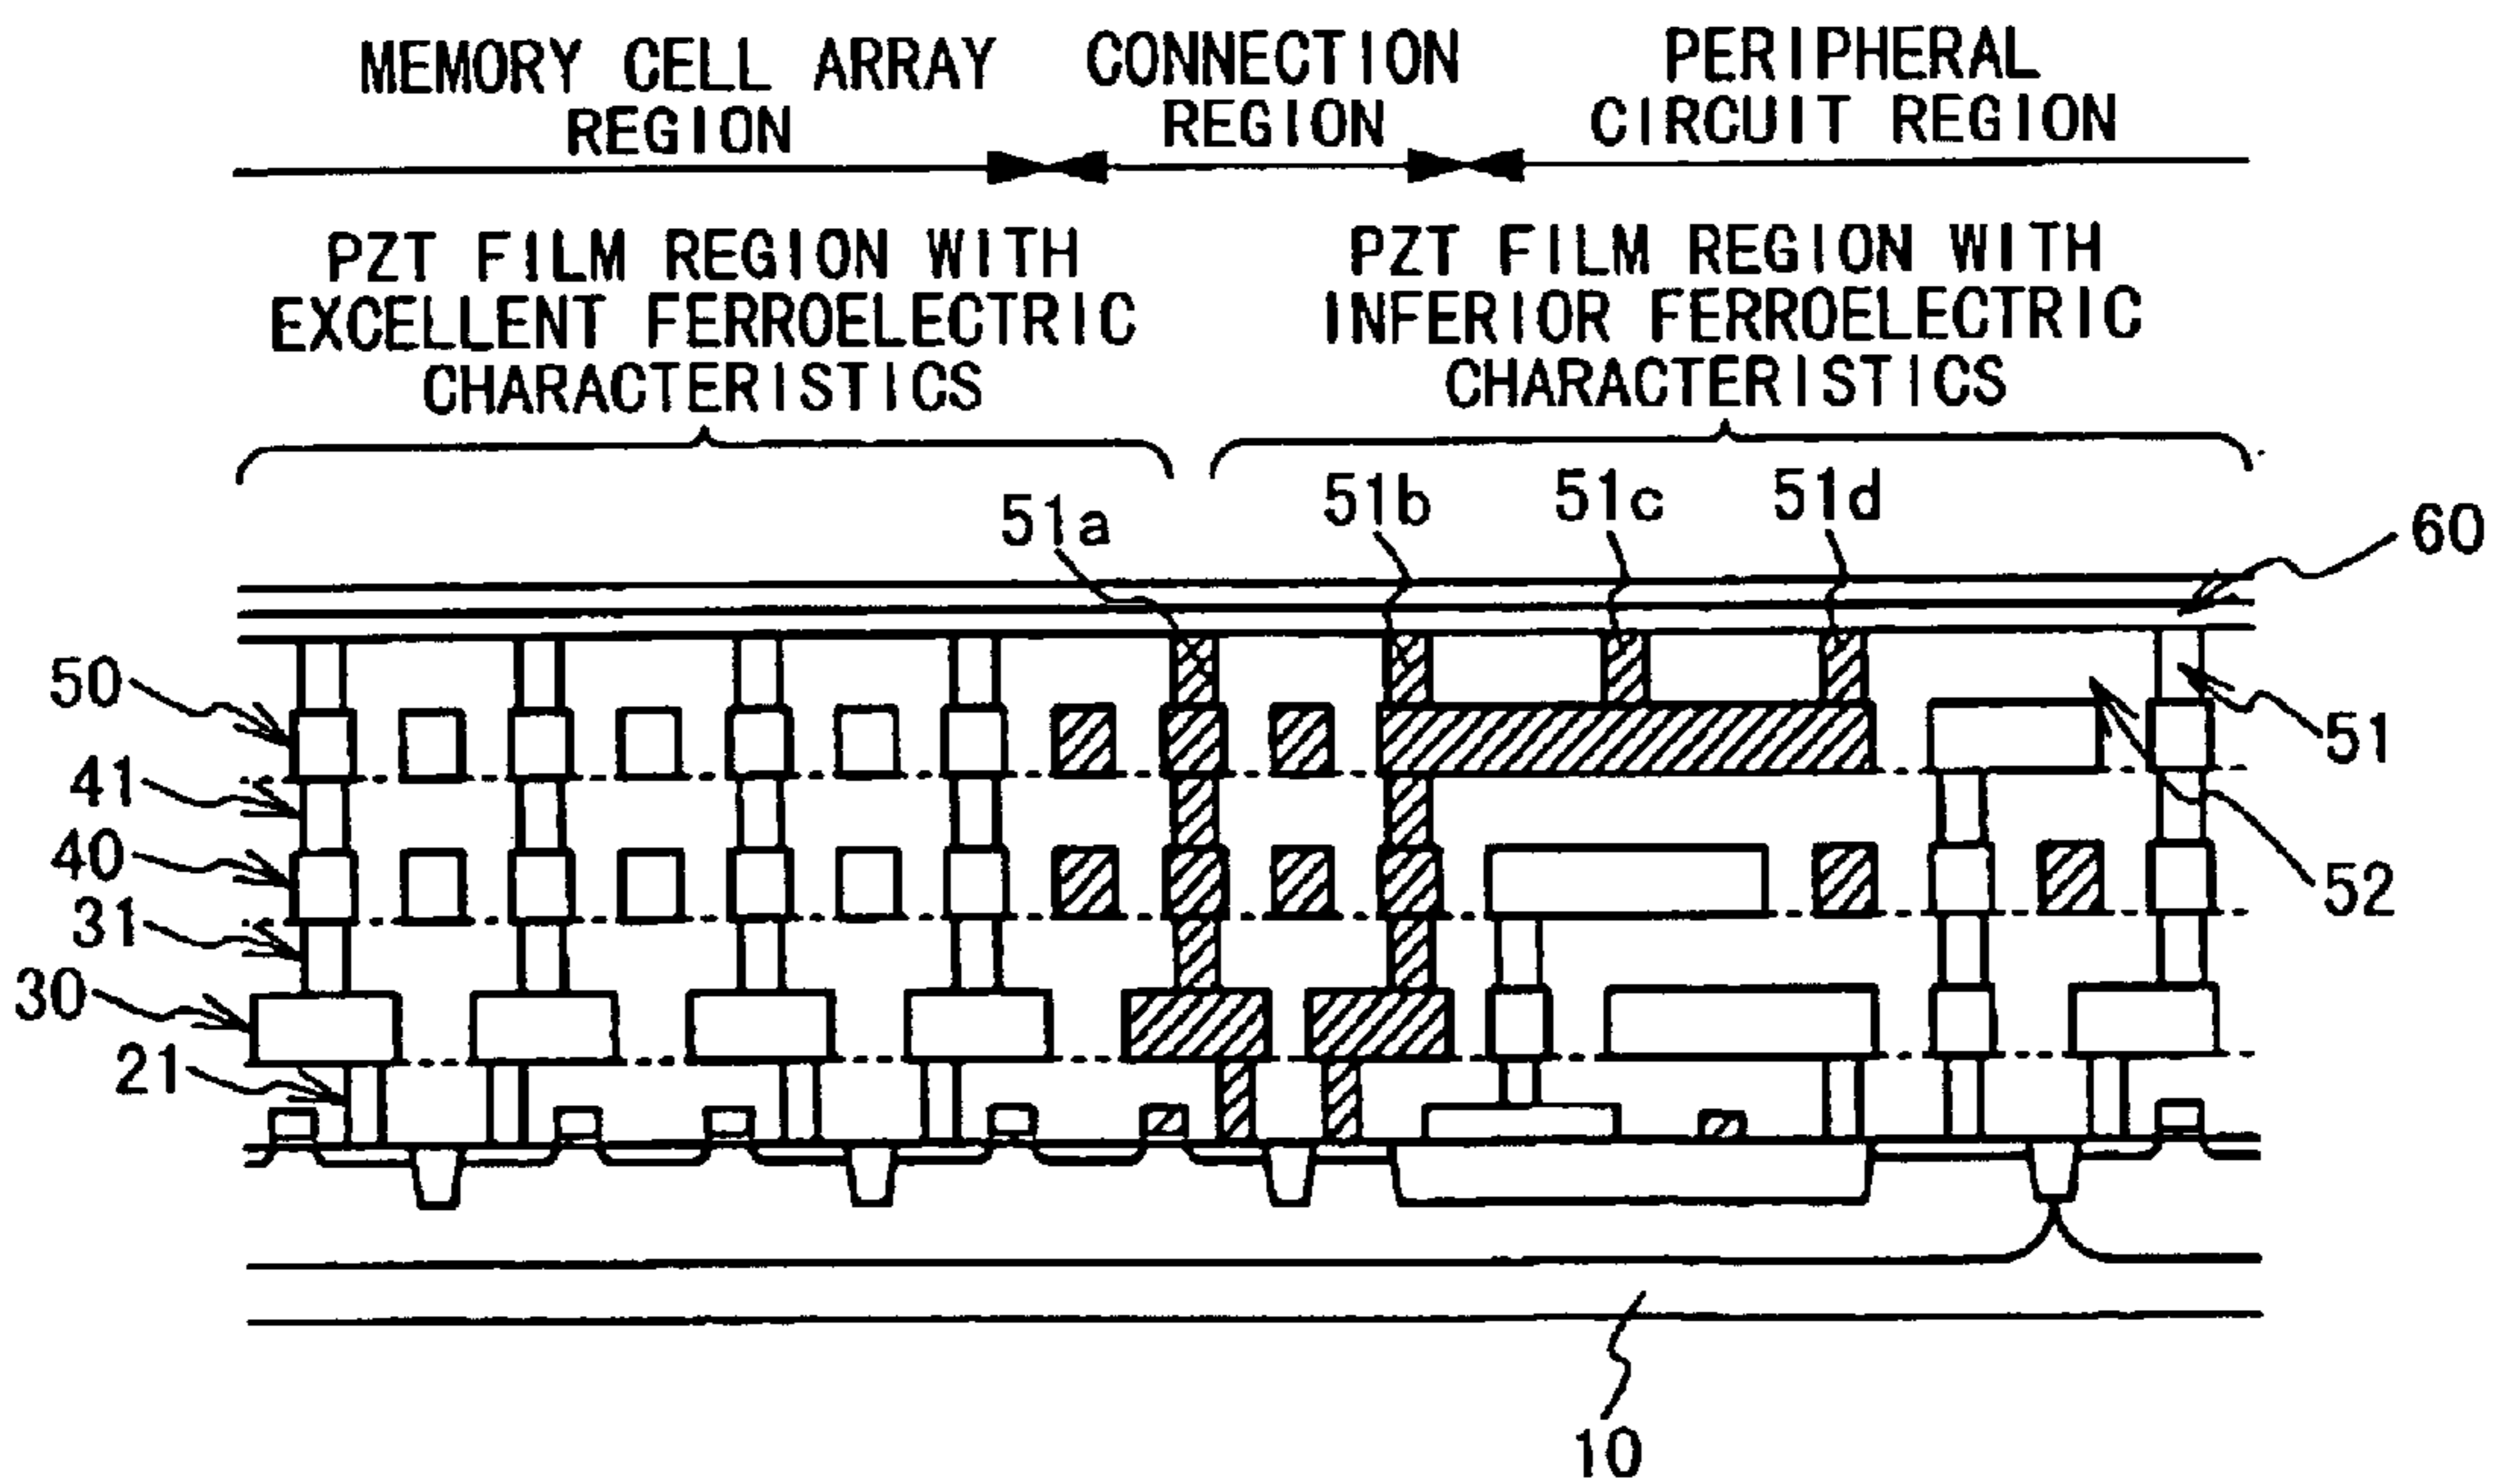 MEMORY CELL ARRAY
REGION
CONNECTION
REGION
PERIPHERAL
CIRCUIT REGION
PZT FILM REGION WITH
EXCELLENT FERROELECTRIC
CHARACTERISTICS
PZT FILM REGION WITH
INFERIOR FERROELECTRIC
CHARACTERISTICS
51a
51b
51c
51d
60
50
41
40
31
30
21
51
52
10